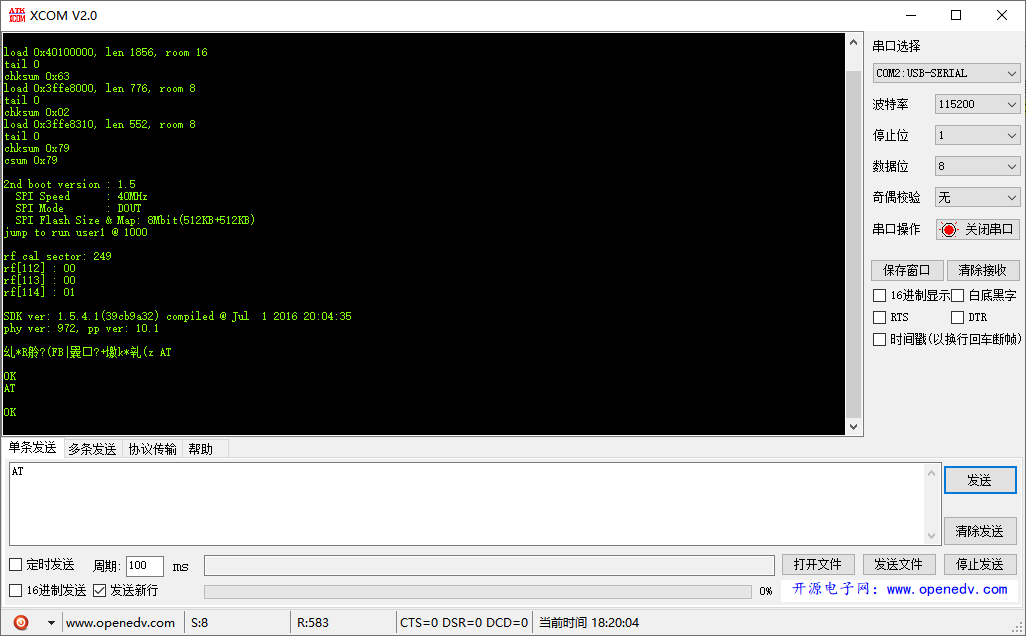 ATK
XCOM
XCOM V2.0
load 0x40100000, len 1856, room 16
tail 0
chksum 0x63
load 0x3ffe8000, len 776, room 8
tail 0
chksum 0x02
load 0x3ffe8310, len 552, room 8
tail 0
chksum 0x79
csum 0x79
2nd boot version : 1.5
SPI Speed : 40MHz
SPI Mode : DOUT
SPI Flash Size & Map: 8Mbit(512KB+512KB)
jump to run user1 @ 1000
rf cal sector: 249
rf[112] : 00
rf[113] : 00
rf[114] : 01
SDK ver: 1.5.4.1(39cb9a32) compiled @ Jul 1 2016 20:04:35
phy ver: 972, pp ver: 10.1
AT
OK
AT
OK
串口选择
COM2:USB-SERIAL
波特率 115200
停止位 1
数据位 8
奇偶校验 无
串口操作 关闭串口
保存窗口 清除接收
16进制显示 白底黑字
RTS DTR
时间戳(以换行回车断帧)
单条发送 多条发送 协议传输 帮助
AT
发送
清除发送
定时发送 周期: 100 ms 打开文件 发送文件 停止发送
16进制发送 发送新行 0% 开源电子网：www.openedv.com
www.openedv.com S:8 R:583 CTS=0 DSR=0 DCD=0 当前时间 18:20:04